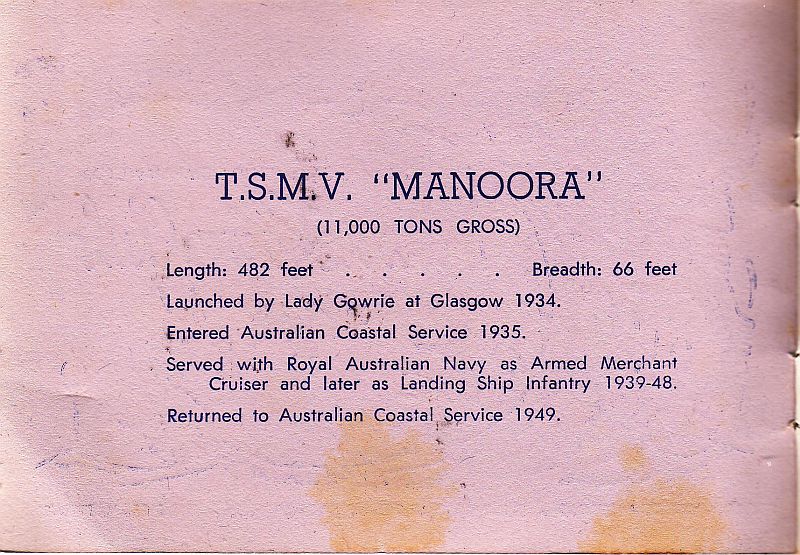 T.S.M.V. "MANOORA"
(11,000 TONS GROSS)
Length: 482 feet . . . . . Breadth: 66 feet
Launched by Lady Gowrie at Glasgow 1934.
Entered Australian Coastal Service 1935.
Served with Royal Australian Navy as Armed Merchant
Cruiser and later as Landing Ship Infantry 1939-48.
Returned to Australian Coastal Service 1949.